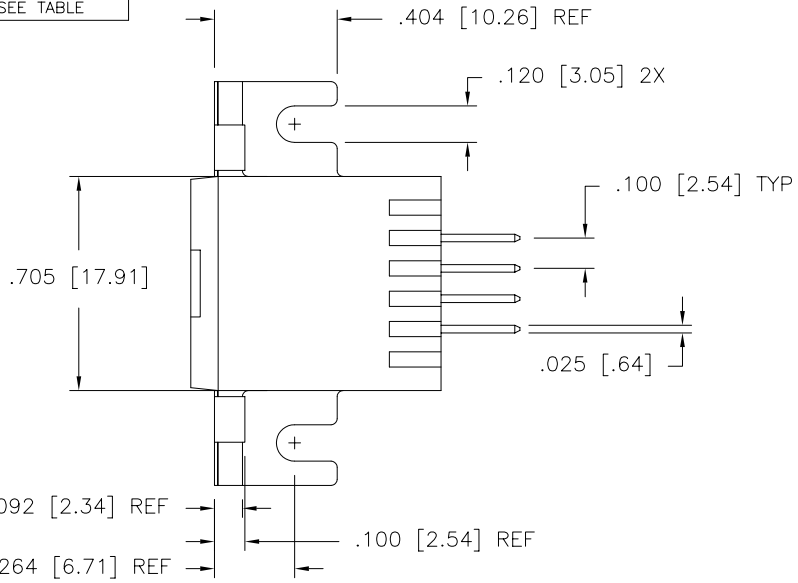 SEE TABLE
.404 [10.26] REF
.120 [3.05] 2X
.100 [2.54] TYP
.705 [17.91]
.025 [.64]
092 [2.34] REF
.100 [2.54] REF
264 [6.71] REF